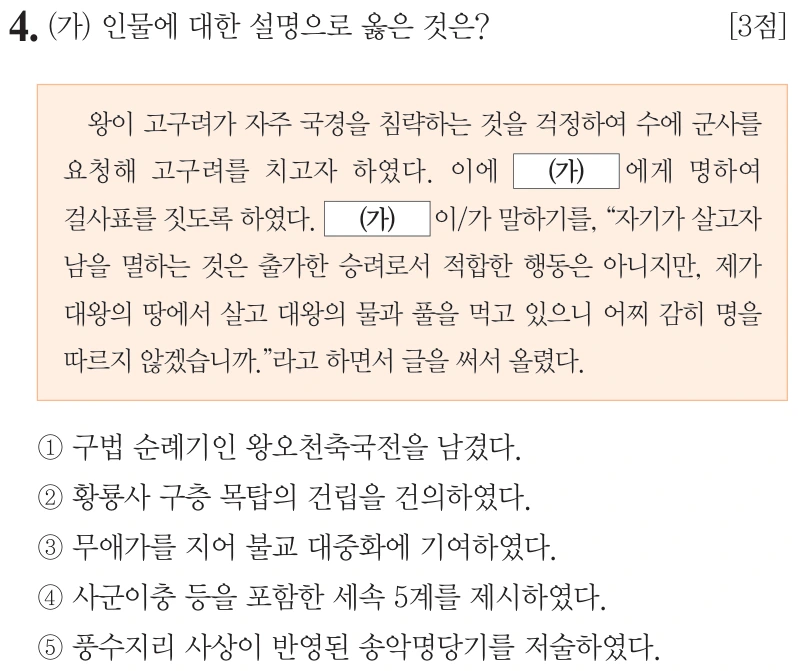 4. (가) 인물에 대한 설명으로 옳은 것은? [3점]
왕이 고구려가 자주 국경을 침략하는 것을 걱정하여 수에 군사를
요청해 고구려를 치고자 하였다. 이에 (가) 에게 명하여
걸사표를 짓도록 하였다. (가) 이/가 말하기를, “자기가 살고자
남을 멸하는 것은 출가한 승려로서 적합한 행동은 아니지만, 제가
대왕의 땅에서 살고 대왕의 물과 풀을 먹고 있으니 어찌 감히 명을
따르지 않겠습니까.”라고 하면서 글을 써서 올렸다.
① 구법 순례기인 왕오천축국전을 남겼다.
② 황룡사 구층 목탑의 건립을 건의하였다.
③ 무애가를 지어 불교 대중화에 기여하였다.
④ 사군이충 등을 포함한 세속 5계를 제시하였다.
⑤ 풍수지리 사상이 반영된 송악명당기를 저술하였다.